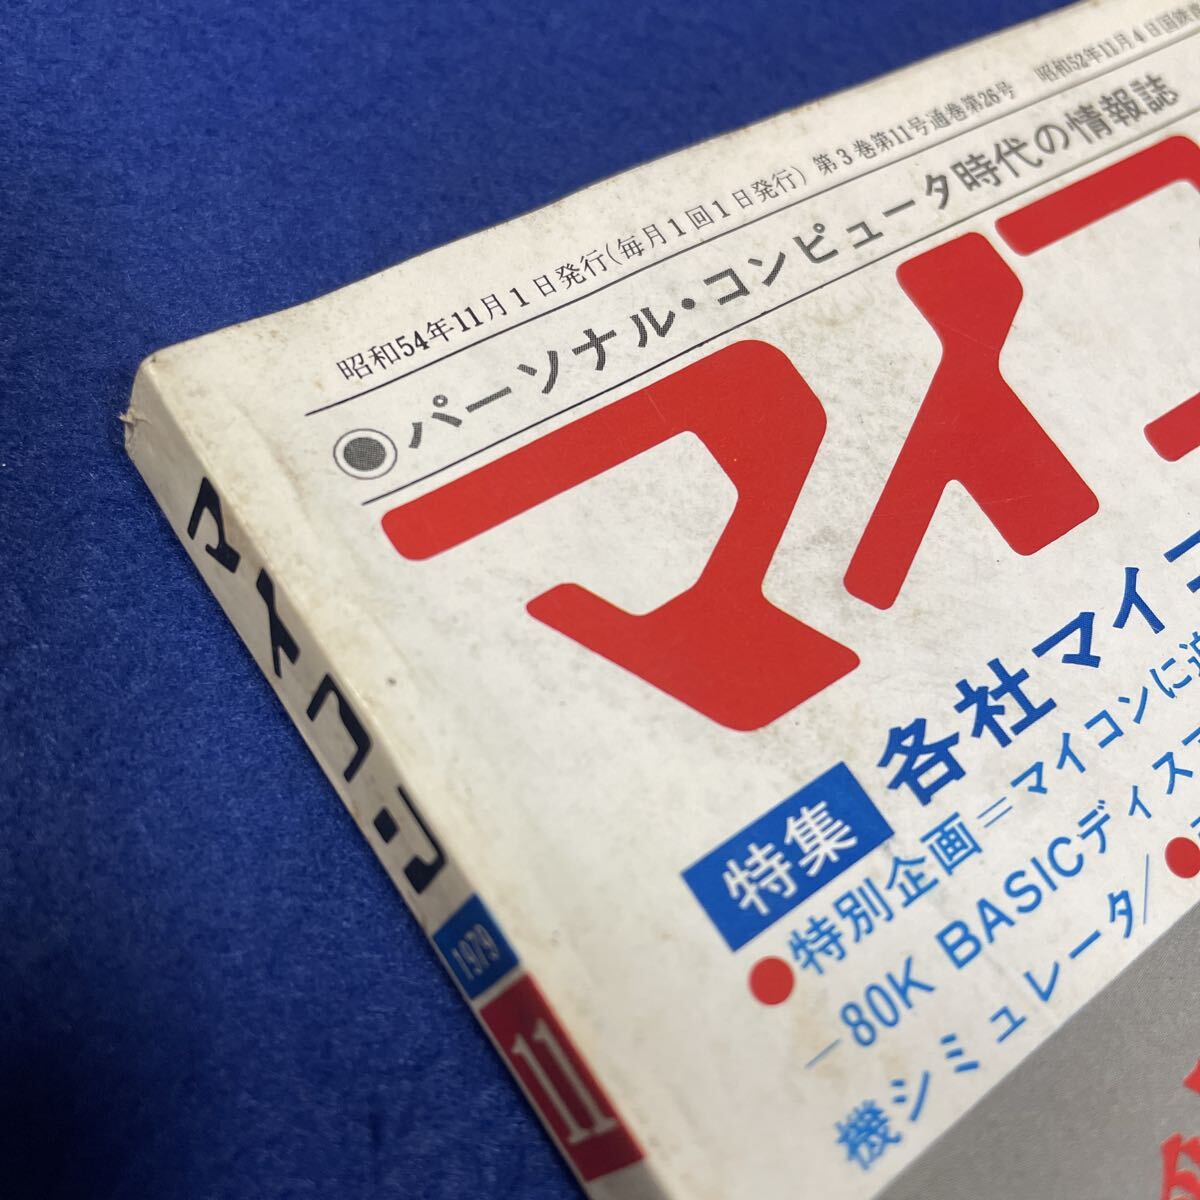 昭和54年11月1日発行(毎月1回1日発行)第3巻第11号通巻第26号 昭和52年11月4日国鉄
◉パーソナル・コンピュータ時代の情報誌
マイコ
特集 各社マイコ
●特別企画=マイコンに
—80K BASICディスア
機シミュレータ/●
マイコン
1979
11